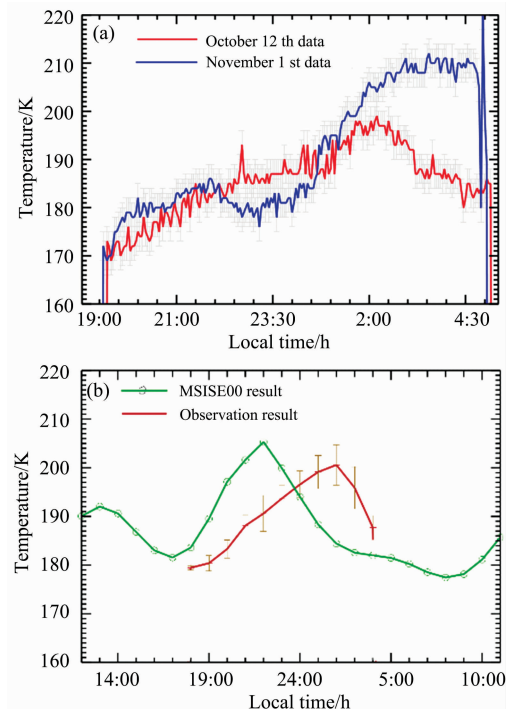 220
(a)
October 12 th data
November 1 st data
210
200
190
180
170
160
Temperature/K
19:00 21:00 23:30 2:00 4:30
Local time/h
220
(b)
MSISE00 result
Observation result
210
200
190
180
170
160
Temperature/K
14:00 19:00 24:00 5:00 10:00
Local time/h